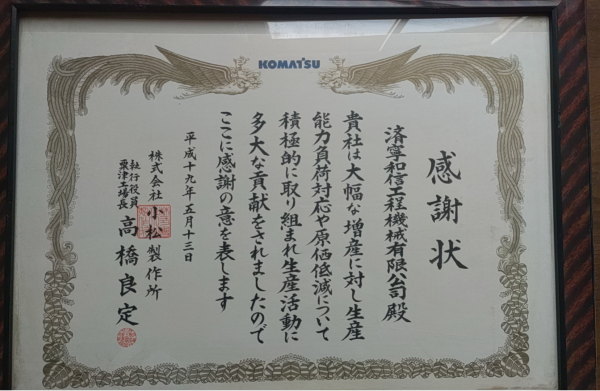 KOMATSU
感謝状
済寧和信工程機械有限公司殿
貴社は大幅な増産に対し生産
能力負荷対応や原価低減について
積極的に取り組まれ生産活動に
多大な貢献をされましたので
ここに感謝の意を表します
平成十九年五月十三日
株式会社小松製作所
執行役員
粟津工場長
高橋良定